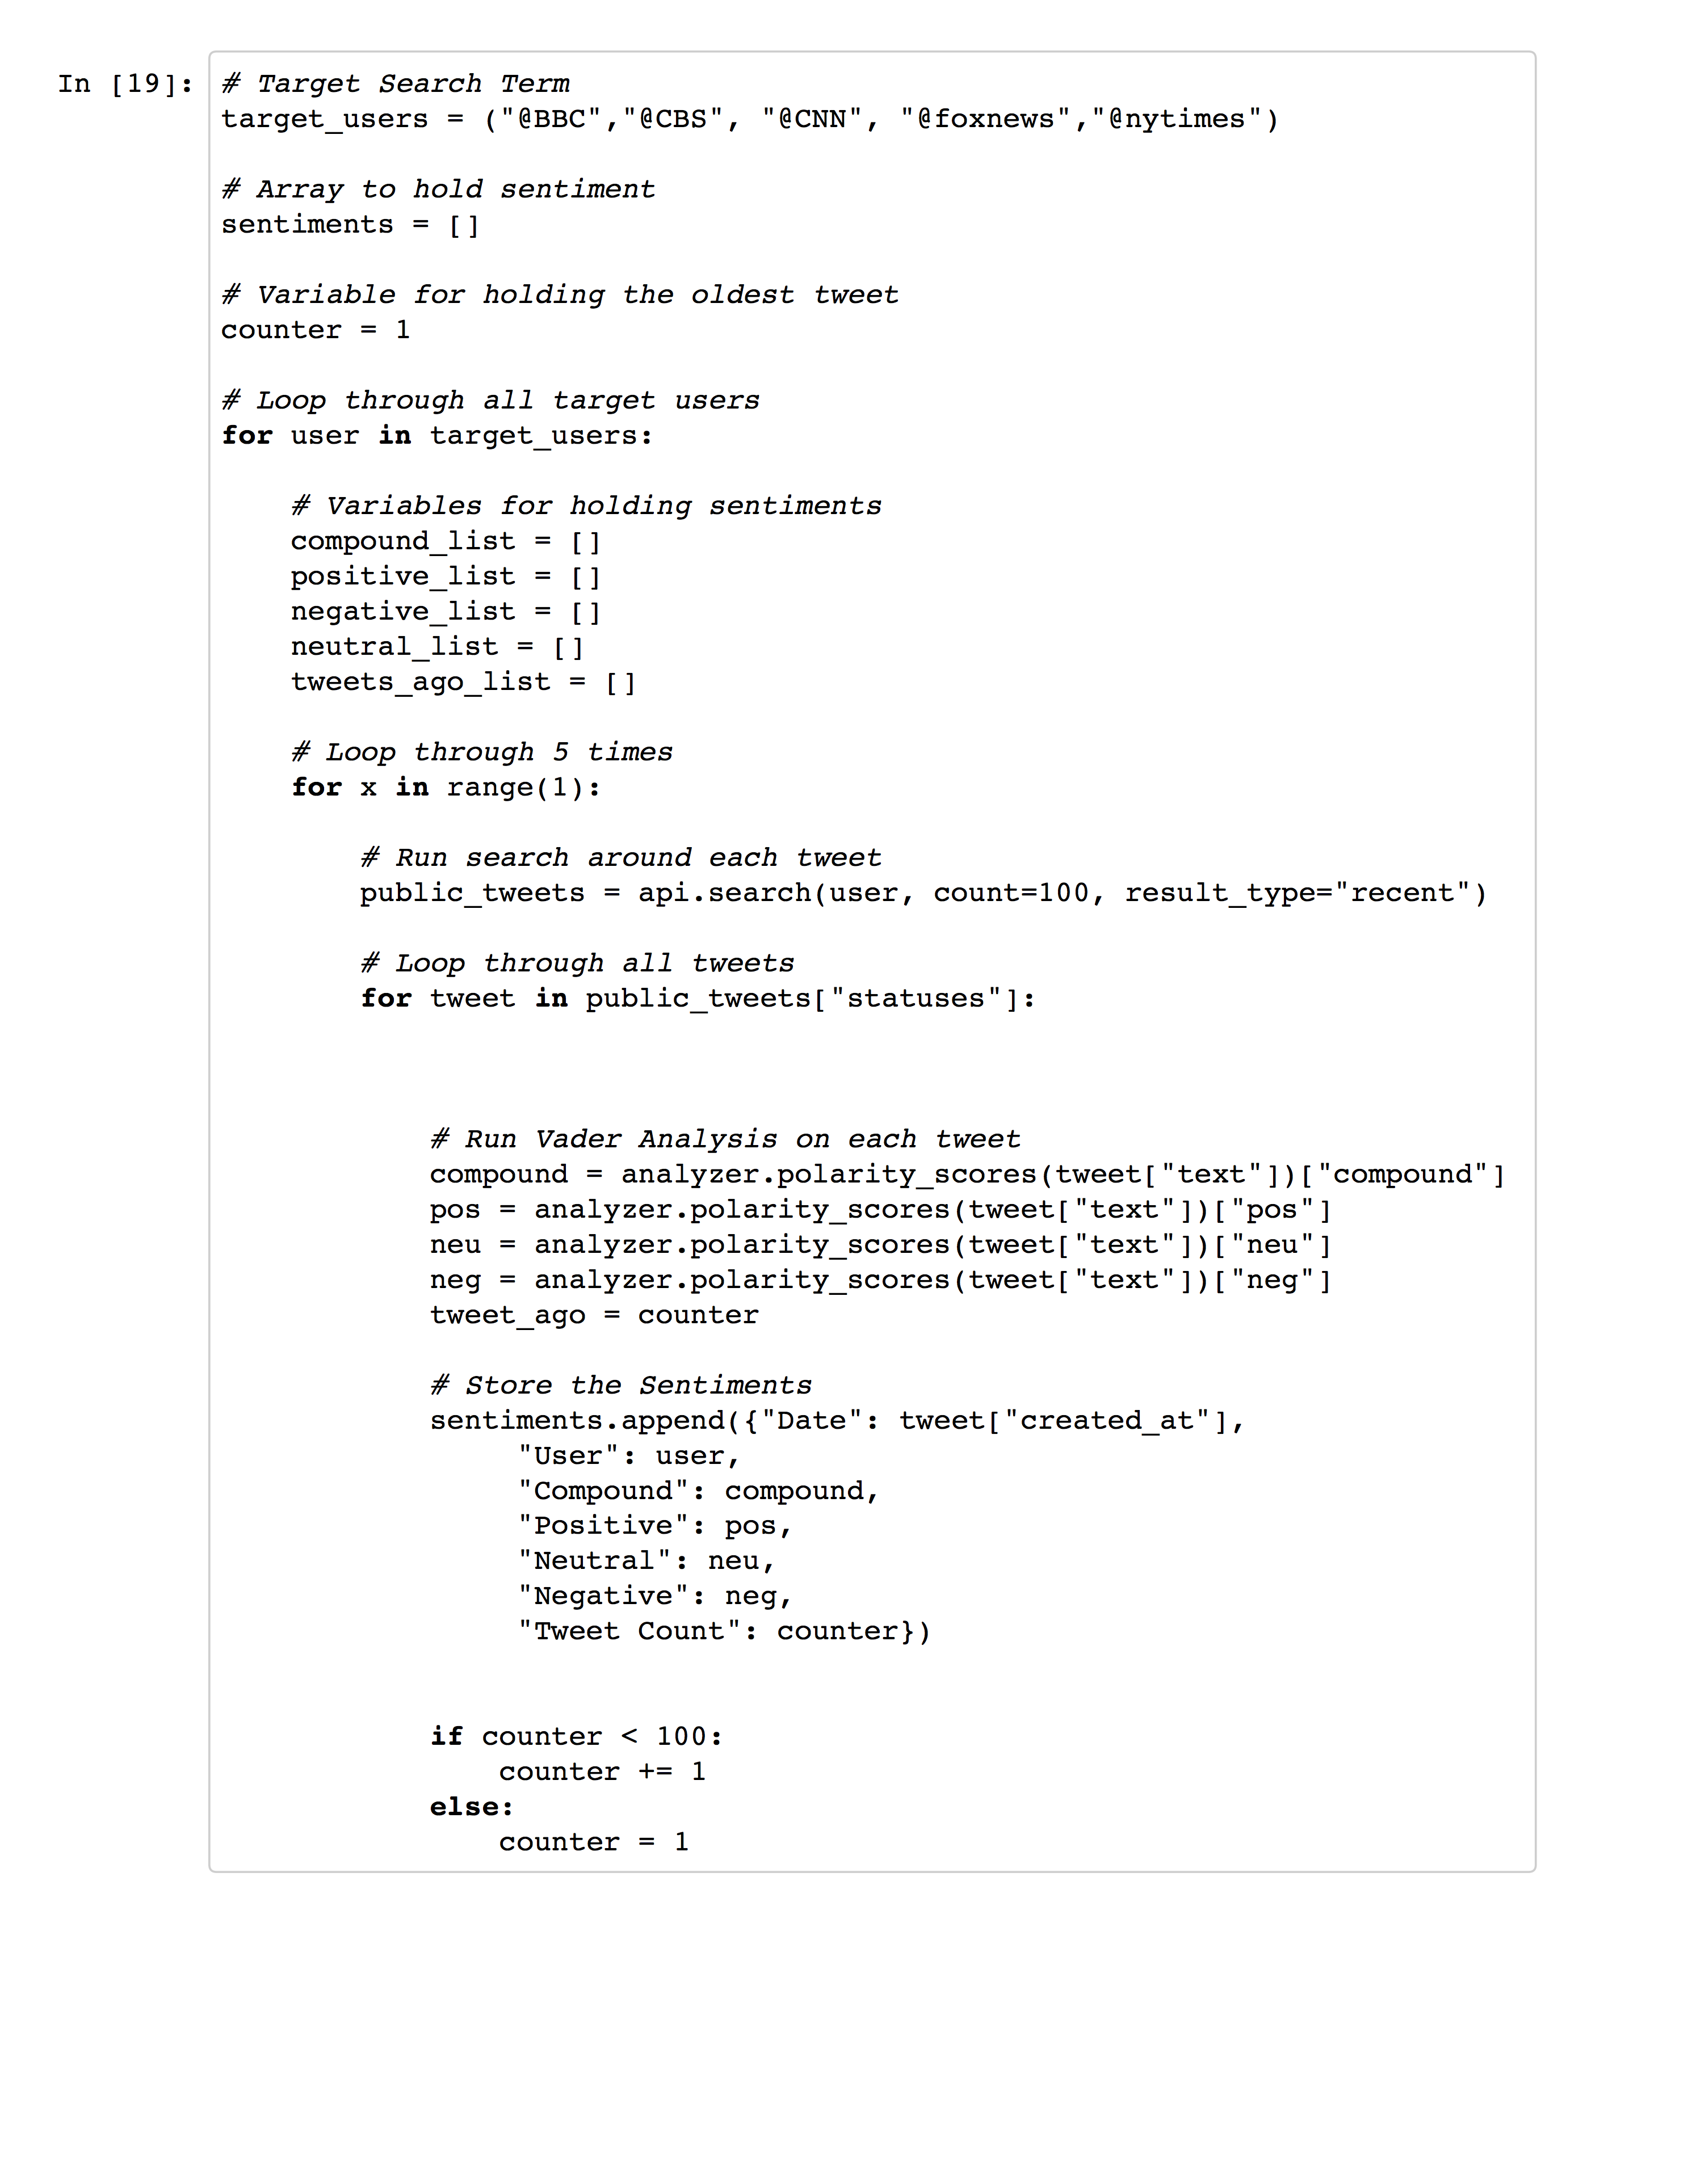 In [19]: # Target Search Term
target_users = ("@BBC","@CBS", "@CNN", "@foxnews","@nytimes")

# Array to hold sentiment
sentiments = []

# Variable for holding the oldest tweet
counter = 1

# Loop through all target users
for user in target_users:

    # Variables for holding sentiments
    compound_list = []
    positive_list = []
    negative_list = []
    neutral_list = []
    tweets_ago_list = []

    # Loop through 5 times
    for x in range(1):

        # Run search around each tweet
        public_tweets = api.search(user, count=100, result_type="recent")

        # Loop through all tweets
        for tweet in public_tweets["statuses"]:

            # Run Vader Analysis on each tweet
            compound = analyzer.polarity_scores(tweet["text"])["compound"]
            pos = analyzer.polarity_scores(tweet["text"])["pos"]
            neu = analyzer.polarity_scores(tweet["text"])["neu"]
            neg = analyzer.polarity_scores(tweet["text"])["neg"]
            tweet_ago = counter

            # Store the Sentiments
            sentiments.append({"Date": tweet["created_at"],
                 "User": user,
                 "Compound": compound,
                 "Positive": pos,
                 "Neutral": neu,
                 "Negative": neg,
                 "Tweet Count": counter})

            if counter < 100:
                counter += 1
            else:
                counter = 1